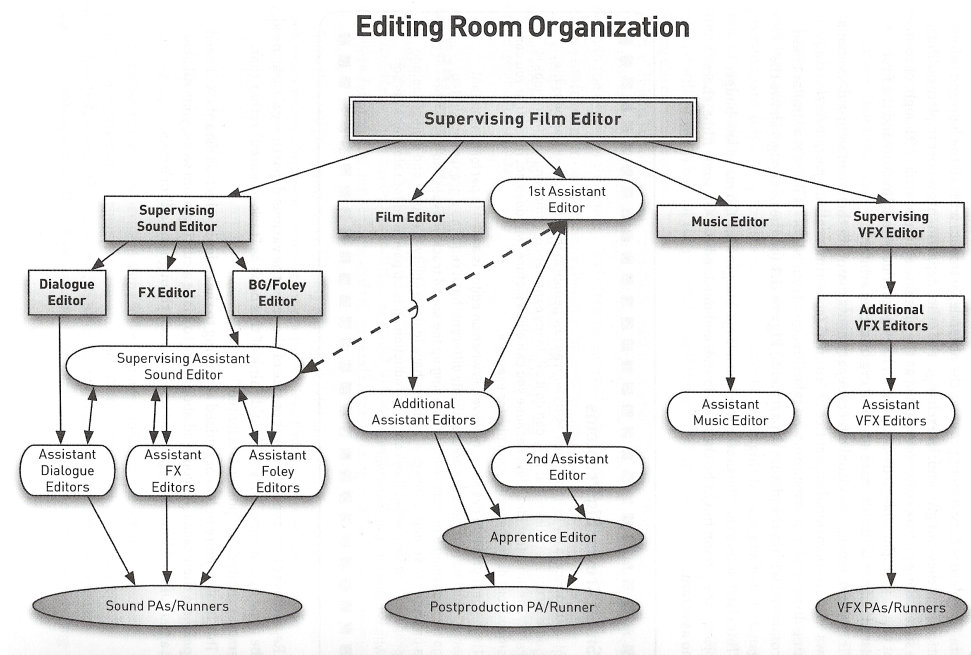 Editing Room Organization
Supervising Film Editor
1st Assistant
Editor
Supervising
Sound Editor
Film Editor
Music Editor
Supervising
VFX Editor
Dialogue
Editor
FX Editor
BG/Foley
Editor
Additional
VFX Editors
Supervising Assistant
Sound Editor
Additional
Assistant Editors
Assistant
Music Editor
Assistant
VFX Editors
Assistant
Dialogue
Editors
Assistant
FX
Editors
Assistant
Foley
Editors
2nd Assistant
Editor
Apprentice Editor
Sound PAs/Runners
Postproduction PA/Runner
VFX PAs/Runners